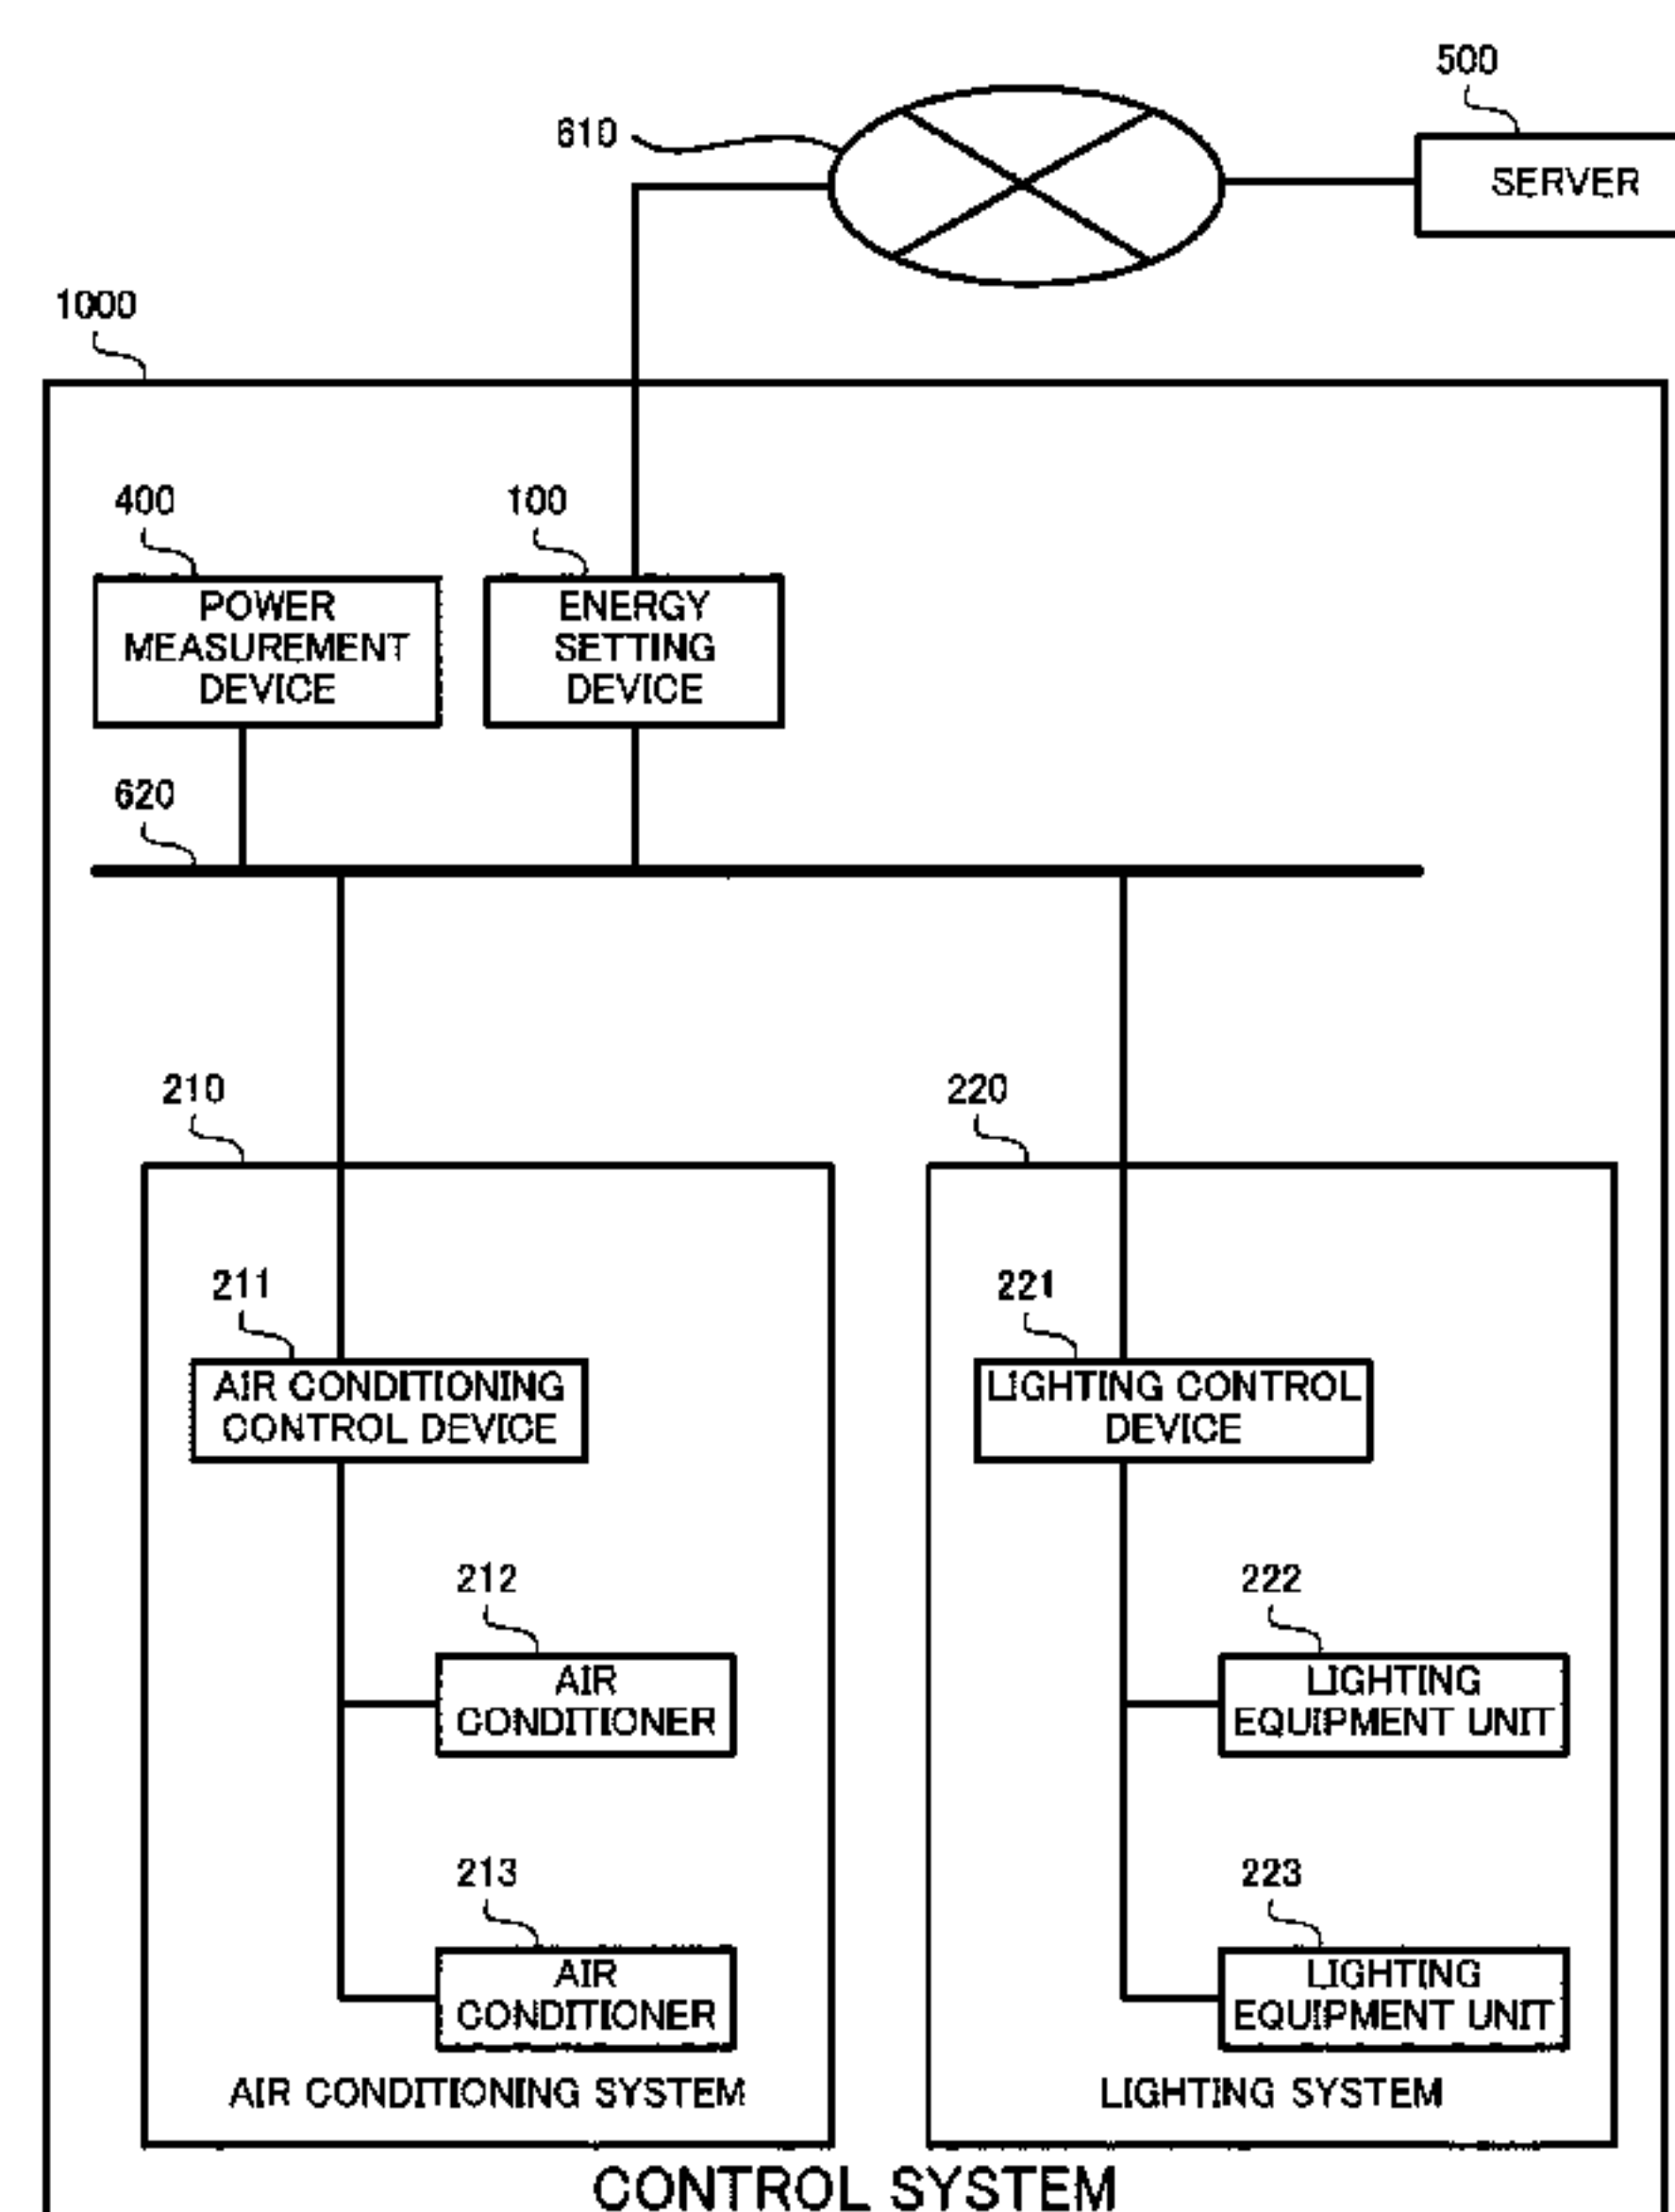 500
610
SERVER
1000
400
100
POWER
MEASUREMENT
DEVICE
ENERGY
SETTING
DEVICE
620
210
220
211
221
AIR CONDITIONING
CONTROL DEVICE
LIGHTING CONTROL
DEVICE
212
222
AIR
CONDITIONER
LIGHTING
EQUIPMENT UNIT
213
223
AIR
CONDITIONER
LIGHTING
EQUIPMENT UNIT
AIR CONDITIONING SYSTEM
LIGHTING SYSTEM
CONTROL SYSTEM